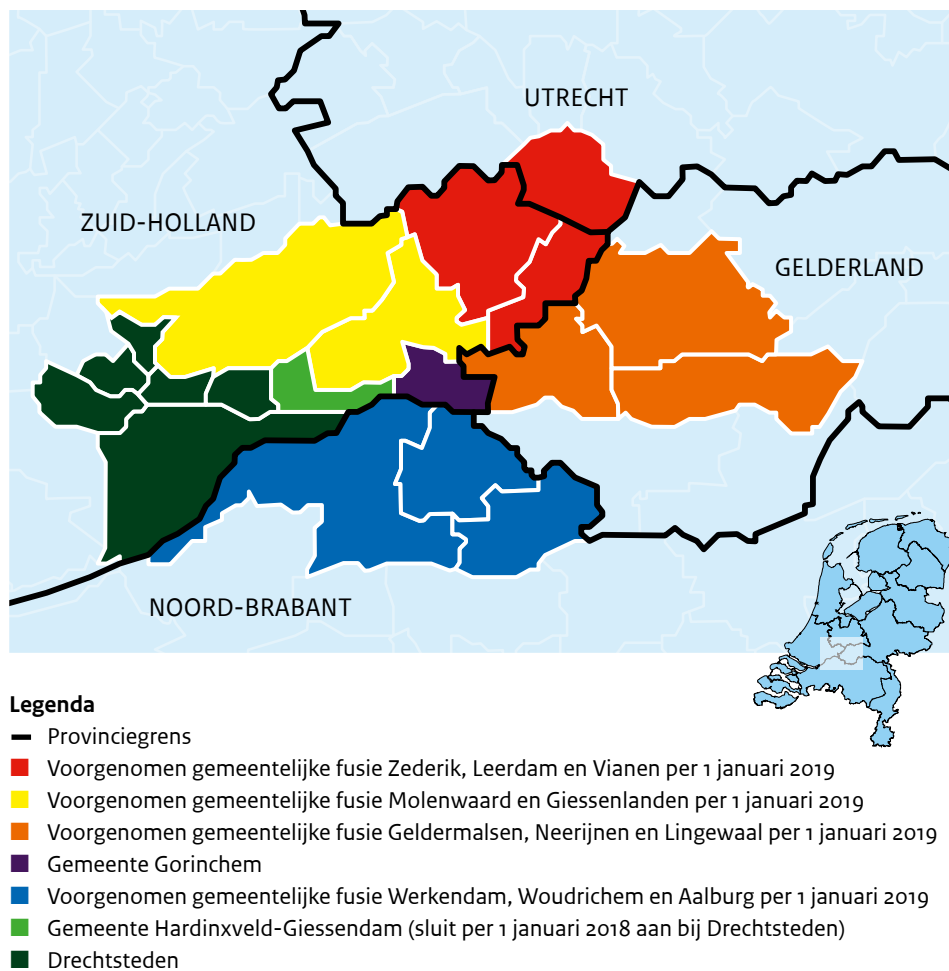 UTRECHT
ZUID-HOLLAND
GELDERLAND
NOORD-BRABANT
Legenda
Provinciegrens
Voorgenomen gemeentelijke fusie Zederik, Leerdam en Vianen per 1 januari 2019
Voorgenomen gemeentelijke fusie Molenwaard en Giessenlanden per 1 januari 2019
Voorgenomen gemeentelijke fusie Geldermalsen, Neerijnen en Lingewaal per 1 januari 2019
Gemeente Gorinchem
Voorgenomen gemeentelijke fusie Werkendam, Woudrichem en Aalburg per 1 januari 2019
Gemeente Hardinxveld-Giessendam (sluit per 1 januari 2018 aan bij Drechtsteden)
Drechtsteden